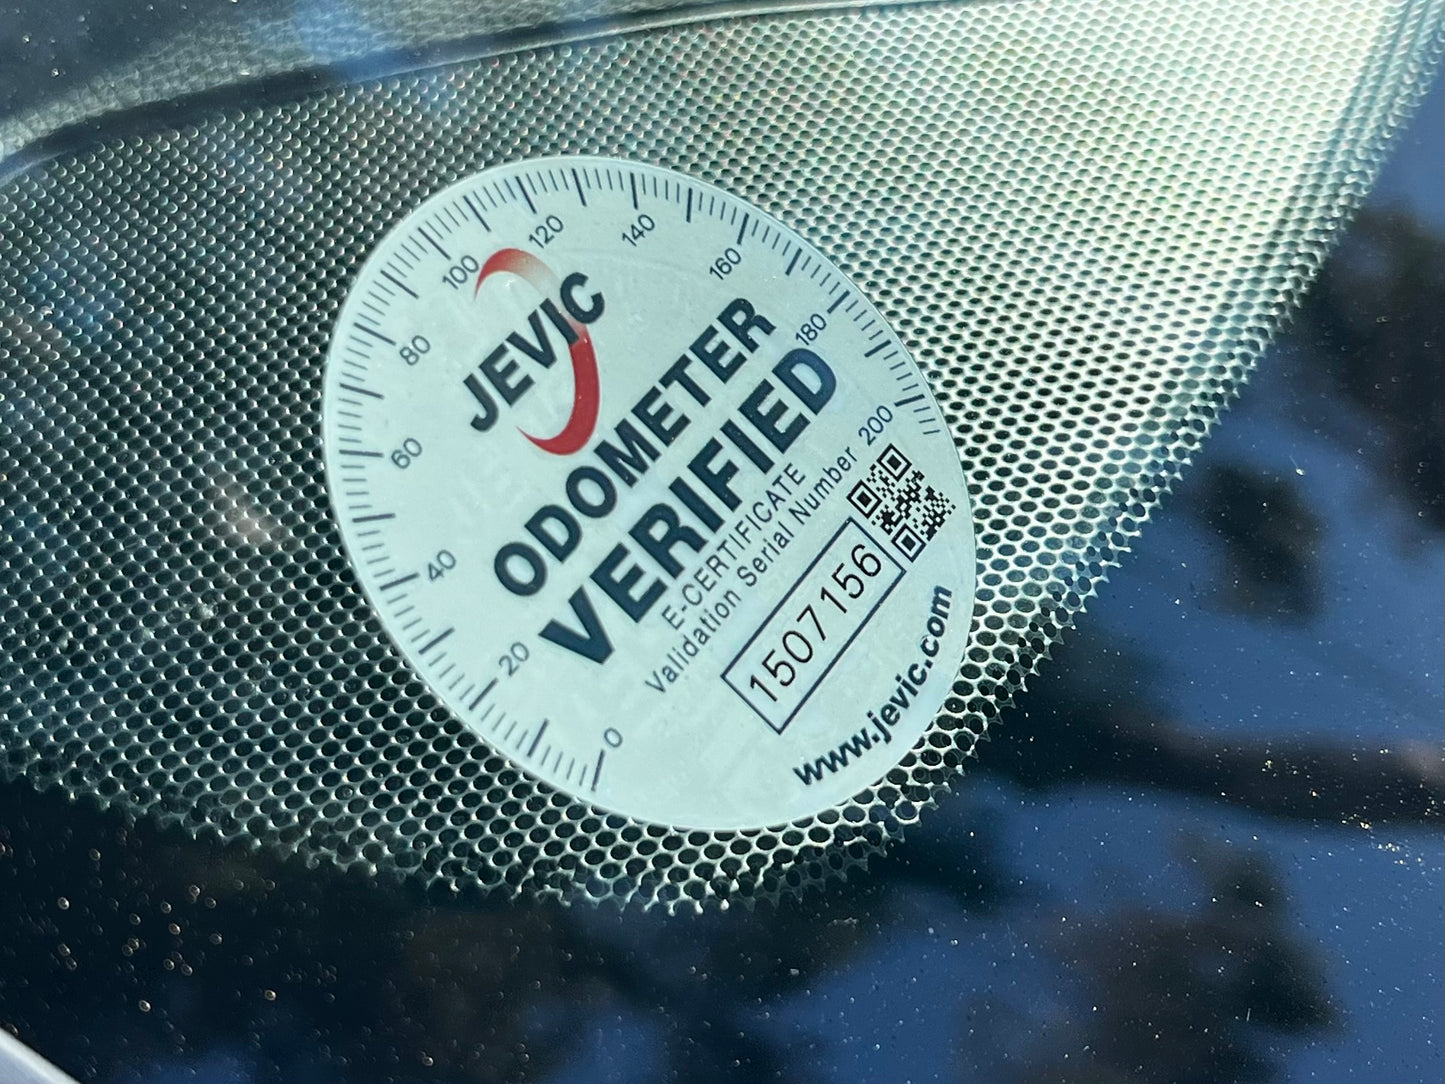 0
20
40
60
80
100
120
140
160
180
200
JEVIC
ODOMETER
VERIFIED
E-CERTIFICATE
Validation Serial Number
1507156
www.jevic.com